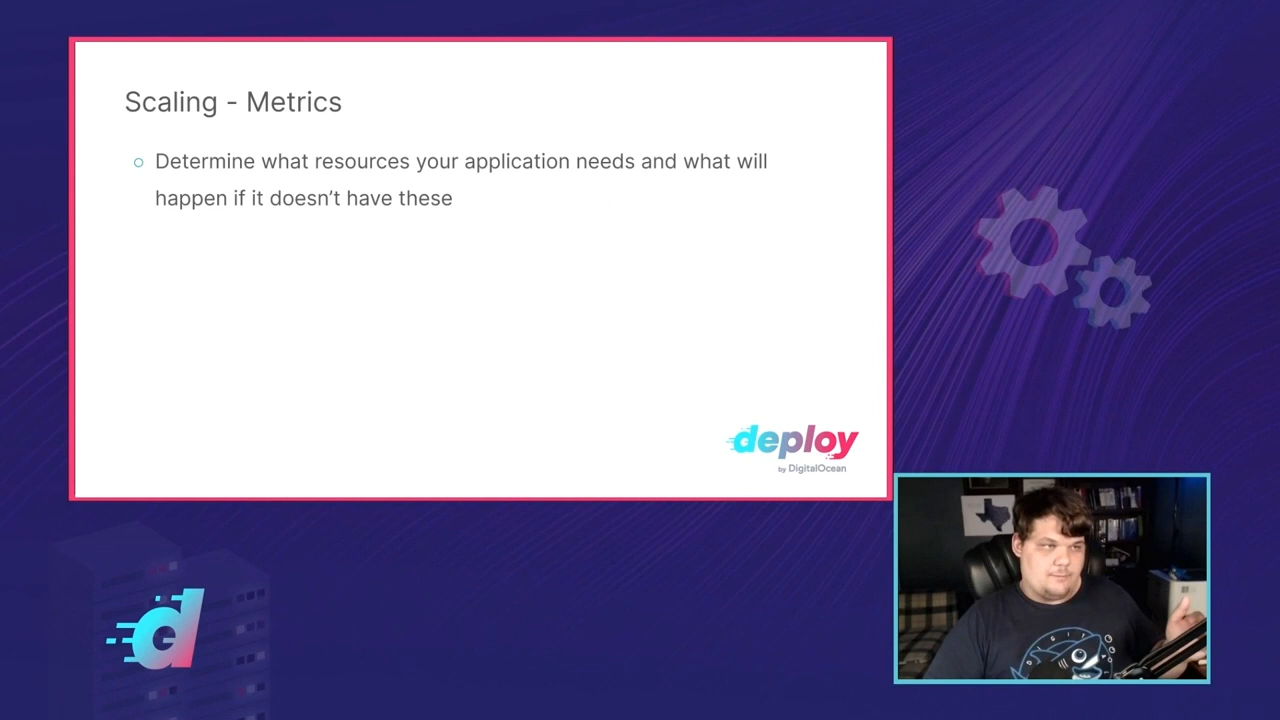 Scaling - Metrics
Determine what resources your application needs and what will
happen if it doesn't have these
deploy
by DigitalOcean
d